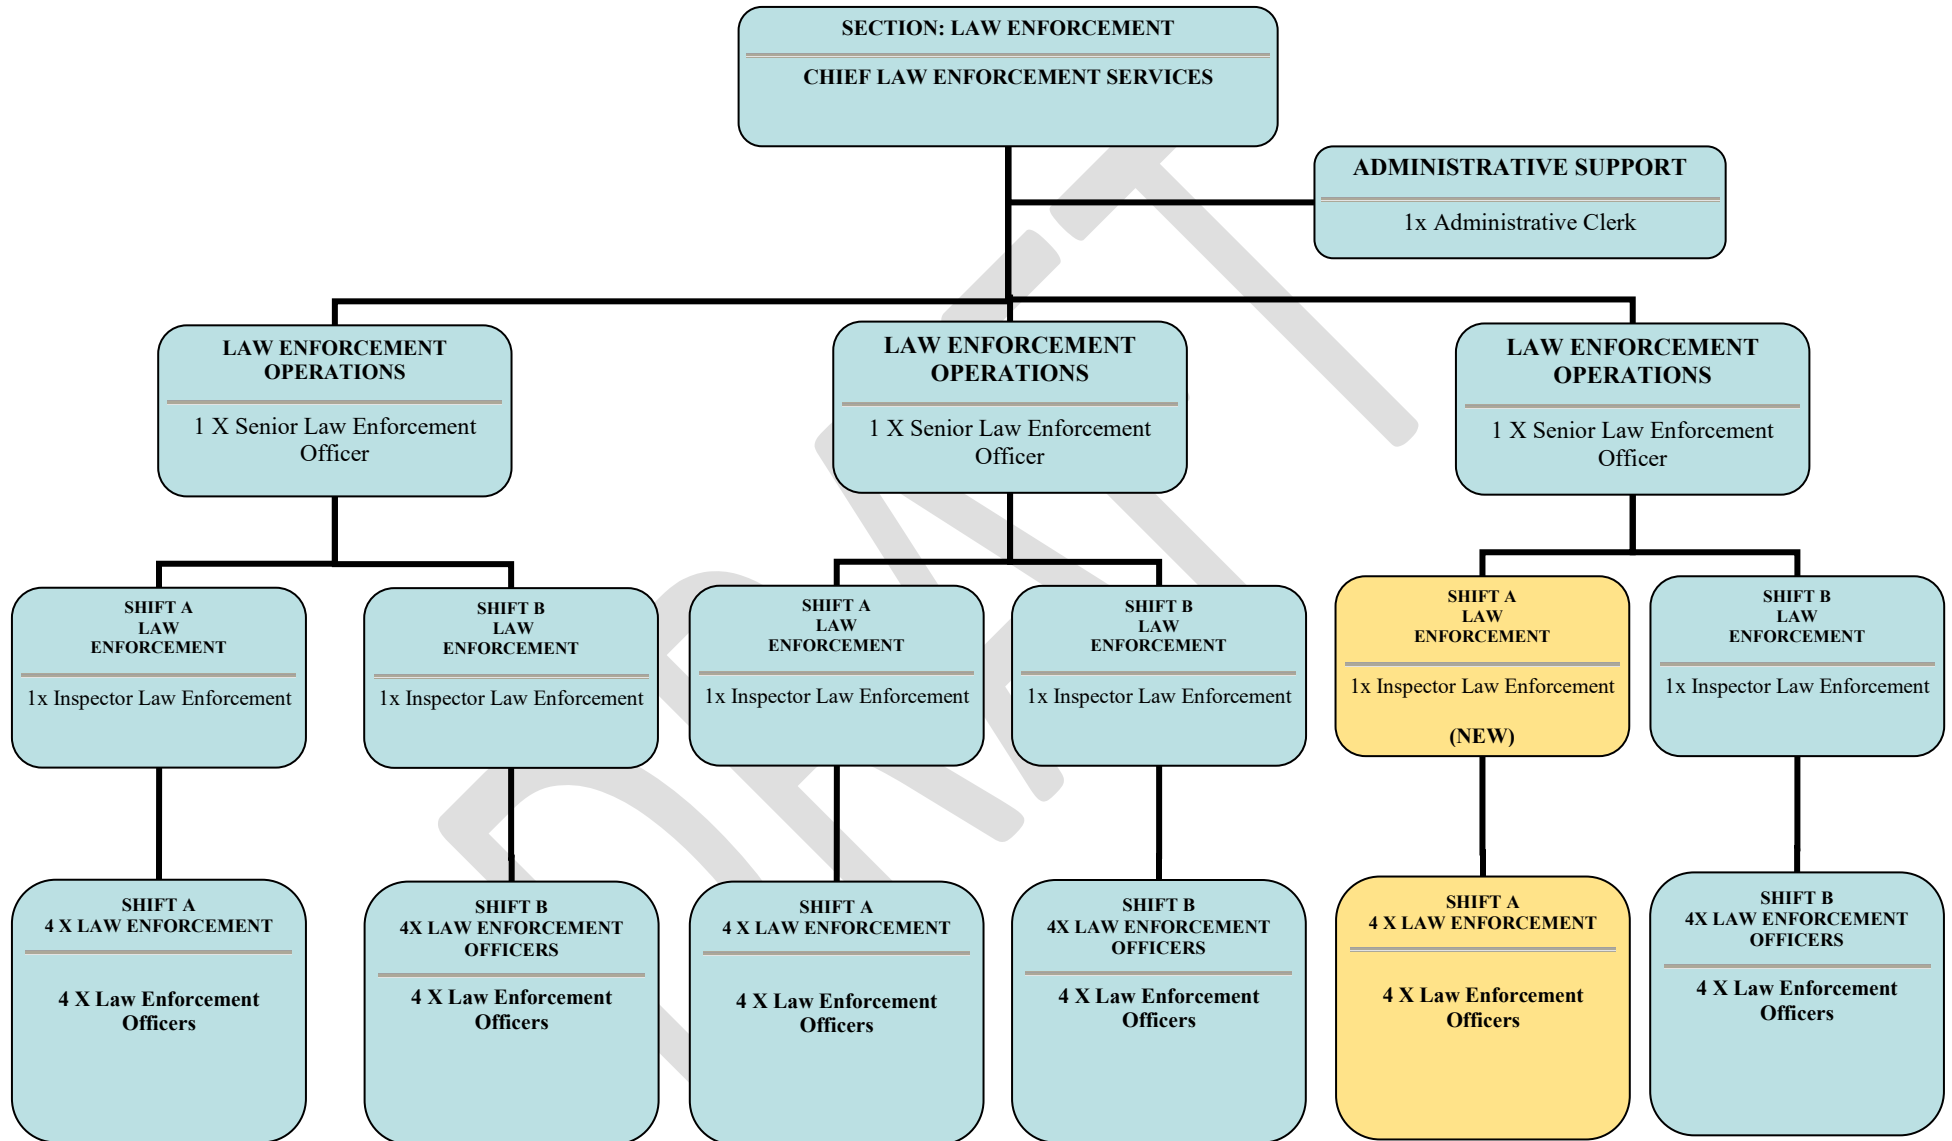 SECTION: LAW ENFORCEMENT
CHIEF LAW ENFORCEMENT SERVICES
ADMINISTRATIVE SUPPORT
1x Administrative Clerk
LAW ENFORCEMENT
OPERATIONS
1 X Senior Law Enforcement
Officer
LAW ENFORCEMENT
OPERATIONS
1 X Senior Law Enforcement
Officer
LAW ENFORCEMENT
OPERATIONS
1 X Senior Law Enforcement
Officer
SHIFT A
LAW
ENFORCEMENT
1x Inspector Law Enforcement
SHIFT B
LAW
ENFORCEMENT
1x Inspector Law Enforcement
SHIFT A
LAW
ENFORCEMENT
1x Inspector Law Enforcement
SHIFT B
LAW
ENFORCEMENT
1x Inspector Law Enforcement
SHIFT A
LAW
ENFORCEMENT
1x Inspector Law Enforcement
(NEW)
SHIFT B
LAW
ENFORCEMENT
1x Inspector Law Enforcement
SHIFT A
4 X LAW ENFORCEMENT
4 X Law Enforcement
Officers
SHIFT B
4X LAW ENFORCEMENT
OFFICERS
4 X Law Enforcement
Officers
SHIFT A
4 X LAW ENFORCEMENT
4 X Law Enforcement
Officers
SHIFT B
4X LAW ENFORCEMENT
OFFICERS
4 X Law Enforcement
Officers
SHIFT A
4 X LAW ENFORCEMENT
4 X Law Enforcement
Officers
SHIFT B
4X LAW ENFORCEMENT
OFFICERS
4 X Law Enforcement
Officers
DRAFT